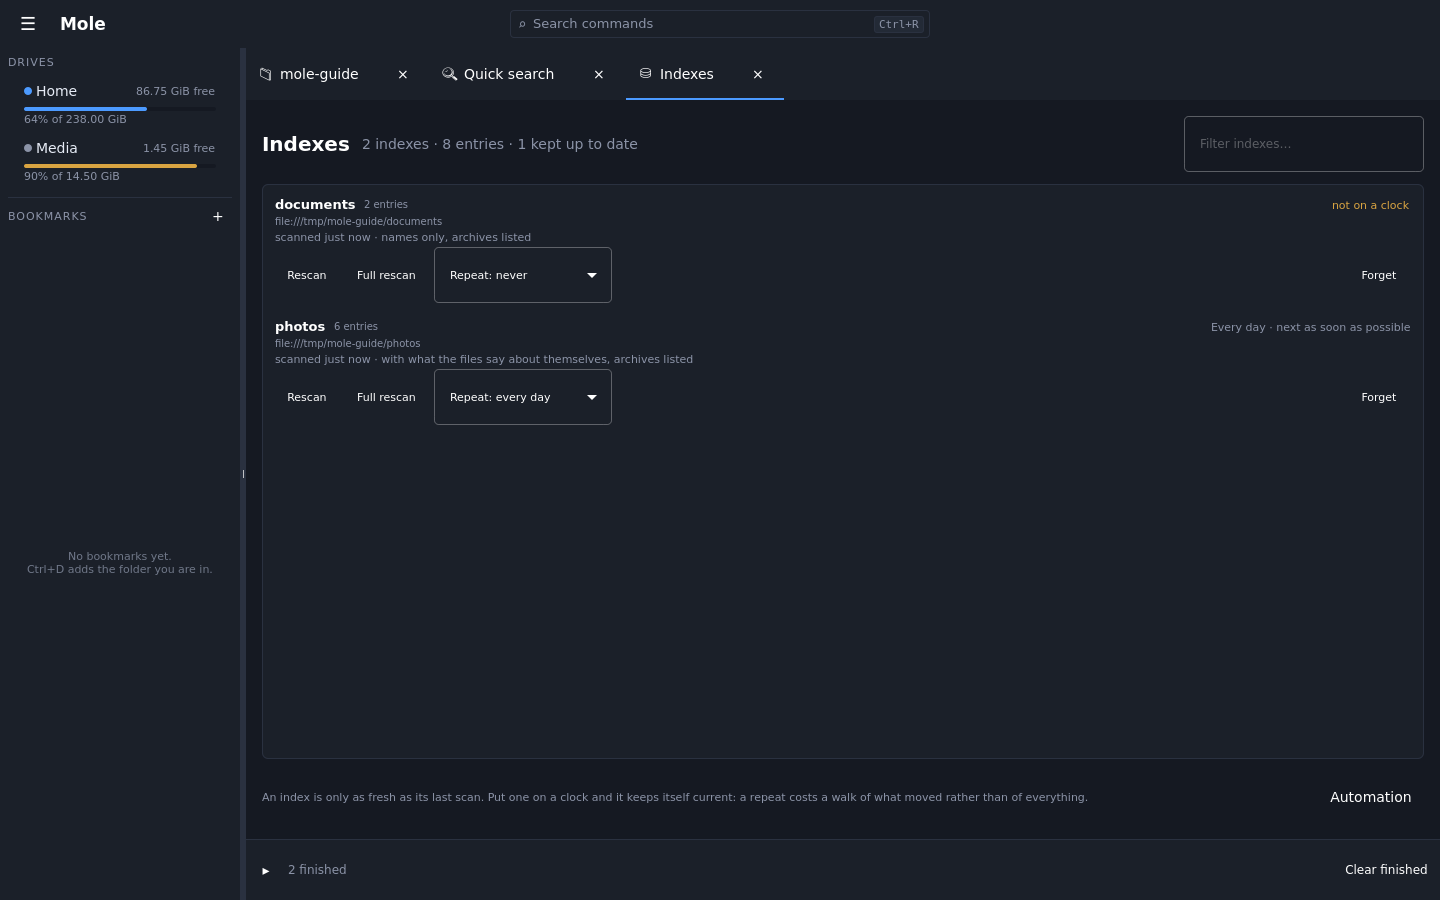 ☰ Mole
Search commands Ctrl+R
DRIVES
Home 86.75 GiB free
64% of 238.00 GiB
Media 1.45 GiB free
90% of 14.50 GiB
BOOKMARKS +
No bookmarks yet.
Ctrl+D adds the folder you are in.
mole-guide × Quick search × Indexes ×
Indexes 2 indexes · 8 entries · 1 kept up to date Filter indexes...
documents 2 entries not on a clock
file:///tmp/mole-guide/documents
scanned just now · names only, archives listed
Rescan Full rescan Repeat: never Forget
photos 6 entries Every day · next as soon as possible
file:///tmp/mole-guide/photos
scanned just now · with what the files say about themselves, archives listed
Rescan Full rescan Repeat: every day Forget
An index is only as fresh as its last scan. Put one on a clock and it keeps itself current: a repeat costs a walk of what moved rather than of everything. Automation
2 finished Clear finished